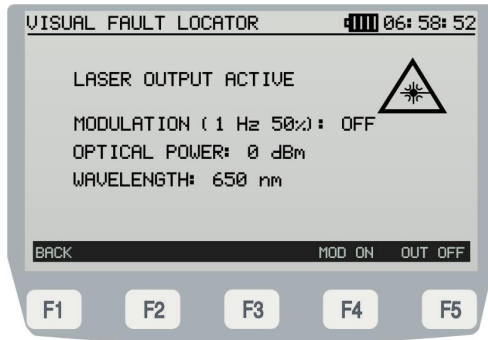 VISUAL FAULT LOCATOR 06:58:52
LASER OUTPUT ACTIVE
MODULATION (1 Hz 50%): OFF
OPTICAL POWER: 0 dBm
WAVELENGTH: 650 nm
BACK MOD ON OUT OFF
F1 F2 F3 F4 F5